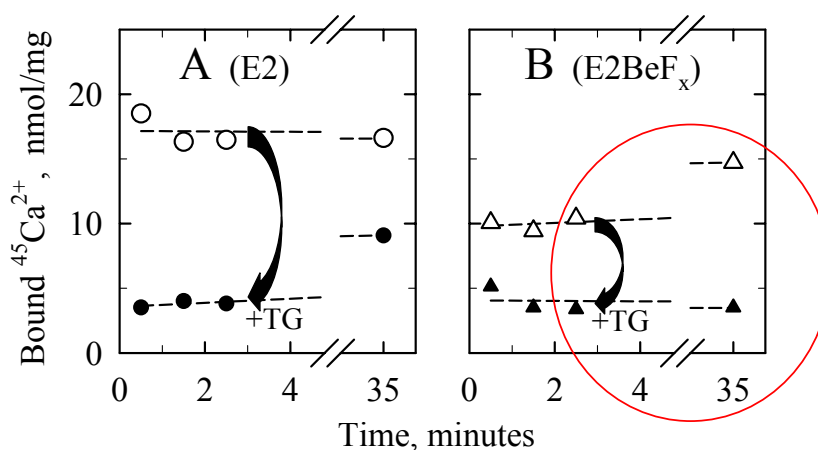 A (E2)
B (E2BeFx)
Bound 45Ca2+, nmol/mg
20
10
0
+TG
+TG
0 2 4 35
0 2 4 35
Time, minutes